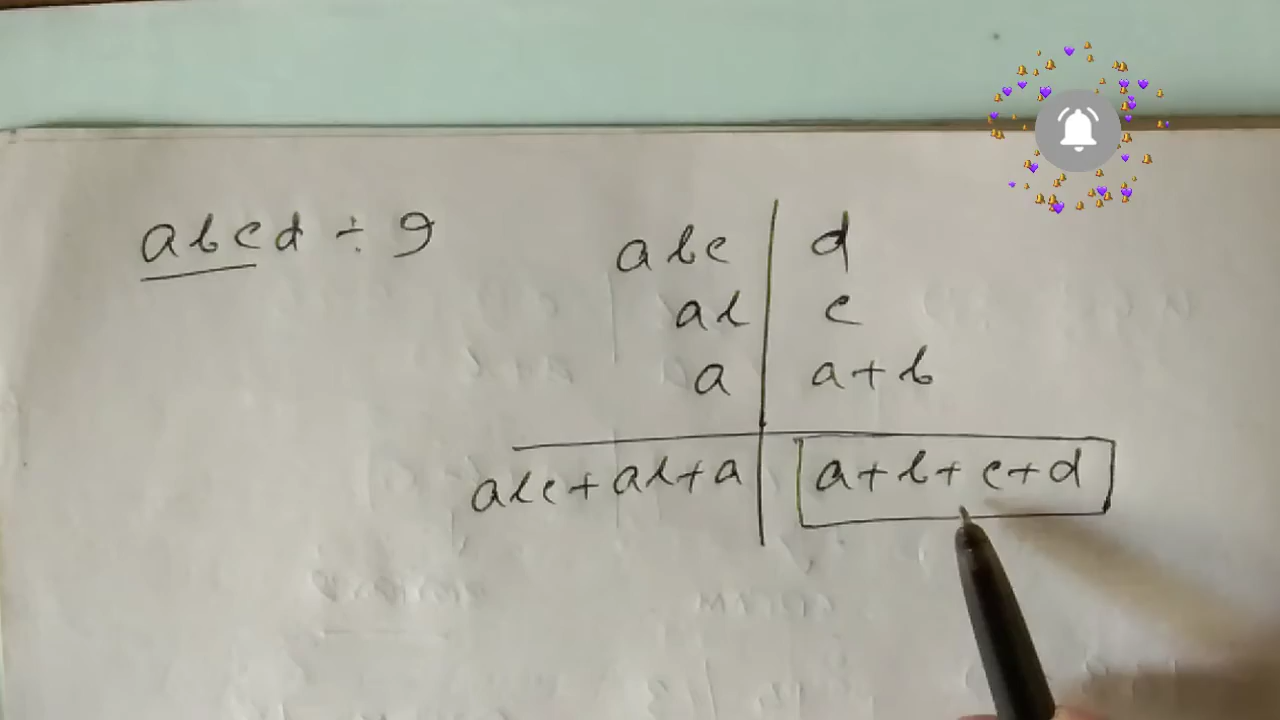 abcd ÷ 9
abc | d
ab | c
a | a+b
abc+ab+a | a+b+c+d